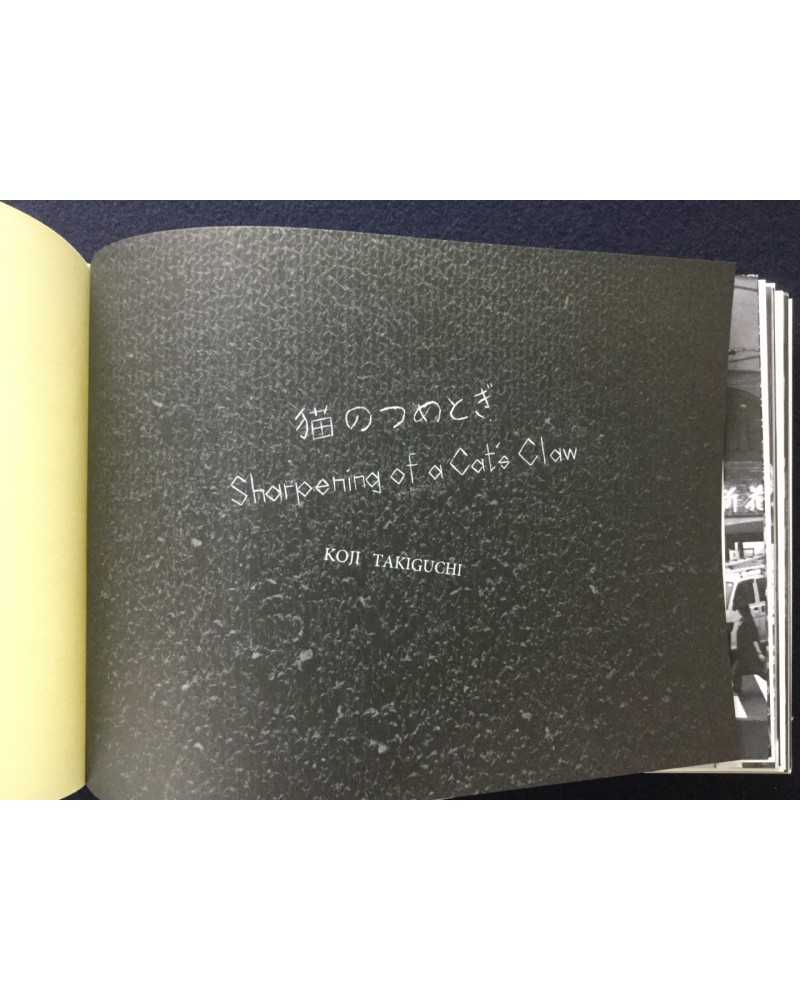 猫のつめとぎ
Sharpening of a Cat's Claw
KOJI TAKIGUCHI